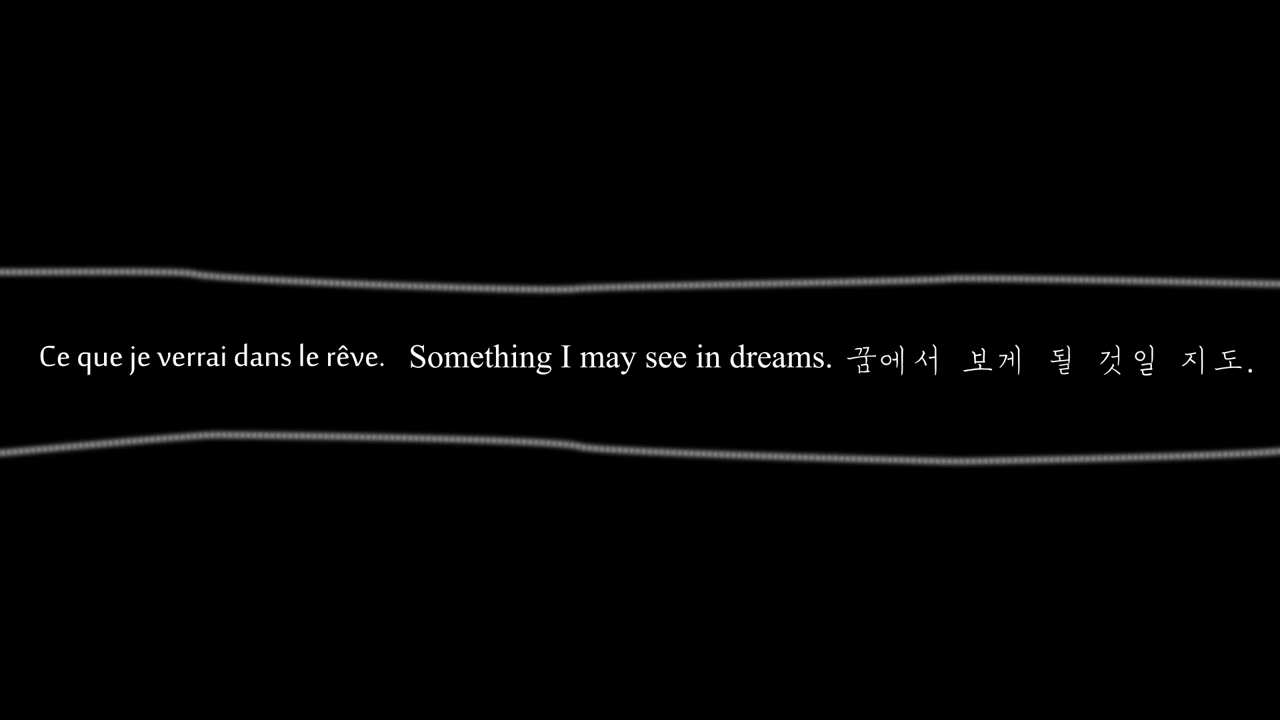 Ce que je verrai dans le rêve. Something I may see in dreams. 꿈에서 보게 될 것일 지도.